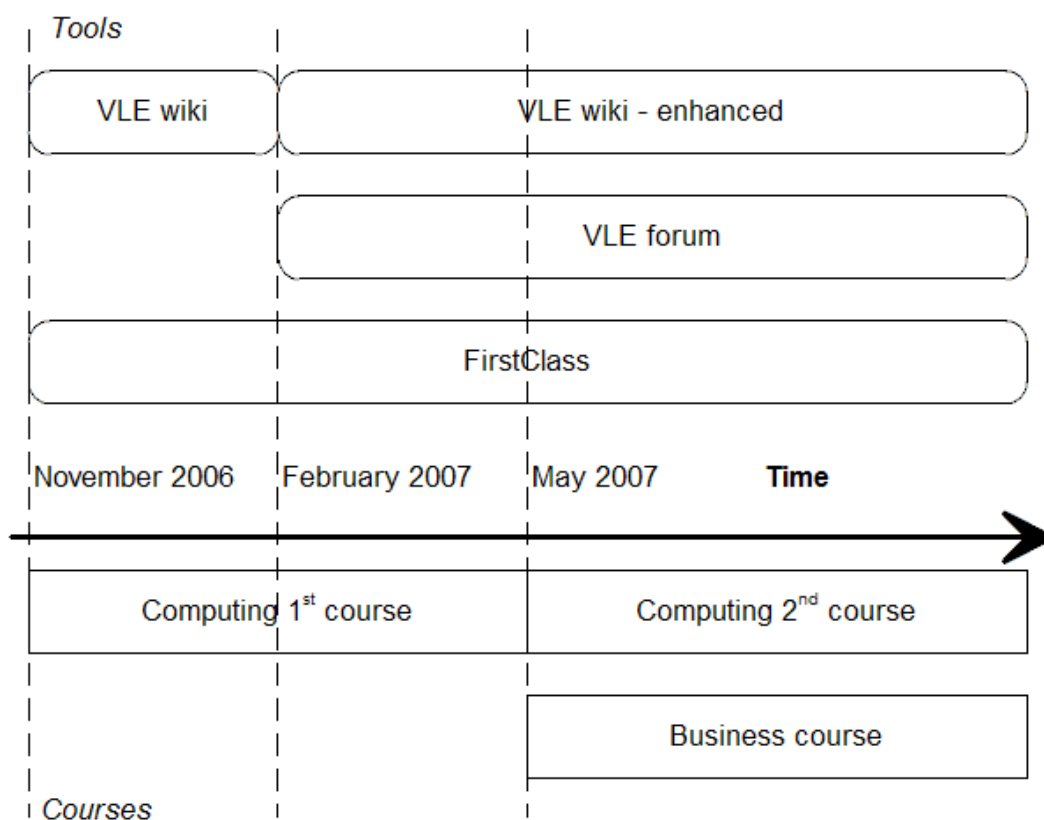 Tools
VLE wiki
VLE wiki - enhanced
VLE forum
FirstClass
November 2006
February 2007
May 2007
Time
Computing 1st course
Computing 2nd course
Business course
Courses